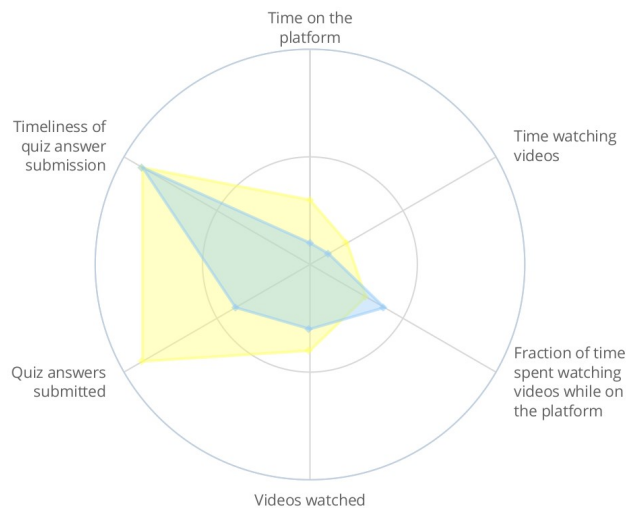 Time on the
platform
Timeliness of
quiz answer
submission
Time watching
videos
Quiz answers
submitted
Fraction of time
spent watching
videos while on
the platform
Videos watched